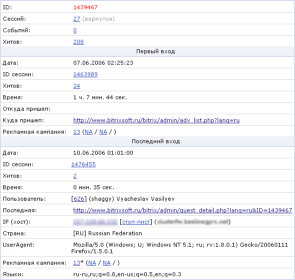 ID: 1439467
Сессий: 27 (вернулся)
Событий: 0
Хитов: 208
Первый вход
Дата: 07.06.2006 02:25:23
ID сессии: 1463989
Хитов: 24
Время: 1 ч. 7 мин. 44 сек.
Откуда пришел:
Куда пришел: http://www.bitrixsoft.ru/bitrix/admin/adv_list.php?lang=ru
Рекламная кампания: 13 (NA / NA / )
Последний вход
Дата: 10.06.2006 01:01:00
ID сессии: 1476455
Хитов: 2
Время: 0 мин. 35 сек.
Пользователь: [626] (shaggy) Vyacheslav Vasilyev
Последняя: http://www.bitrixsoft.ru/bitrix/admin/guest_detail.php?lang=ru&ID=1439467
IP (хост): [стоп-лист]
Страна: [RU] Russian Federation
UserAgent: Mozilla/5.0 (Windows; U; Windows NT 5.1; ru; rv:1.8.0.1) Gecko/20060111
Firefox/1.5.0.1
Рекламная кампания: 13* (NA / NA / )
Языки: ru-ru,ru;q=0.8,en-us;q=0.5,en;q=0.3